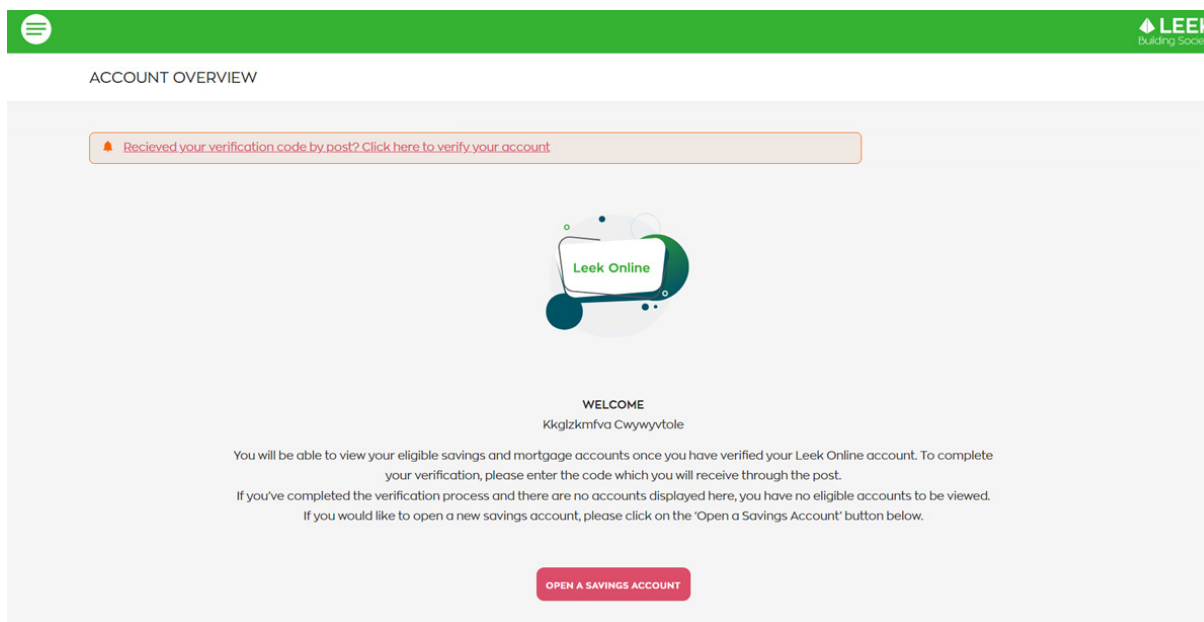 LEEK
Building Socie
ACCOUNT OVERVIEW
Recieved your verification code by post? Click here to verify your account
Leek Online
WELCOME
Kkglzkmfva Cwywyvtole
You will be able to view your eligible savings and mortgage accounts once you have verified your Leek Online account. To complete
your verification, please enter the code which you will receive through the post.
If you've completed the verification process and there are no accounts displayed here, you have no eligible accounts to be viewed.
If you would like to open a new savings account, please click on the 'Open a Savings Account' button below.
OPEN A SAVINGS ACCOUNT